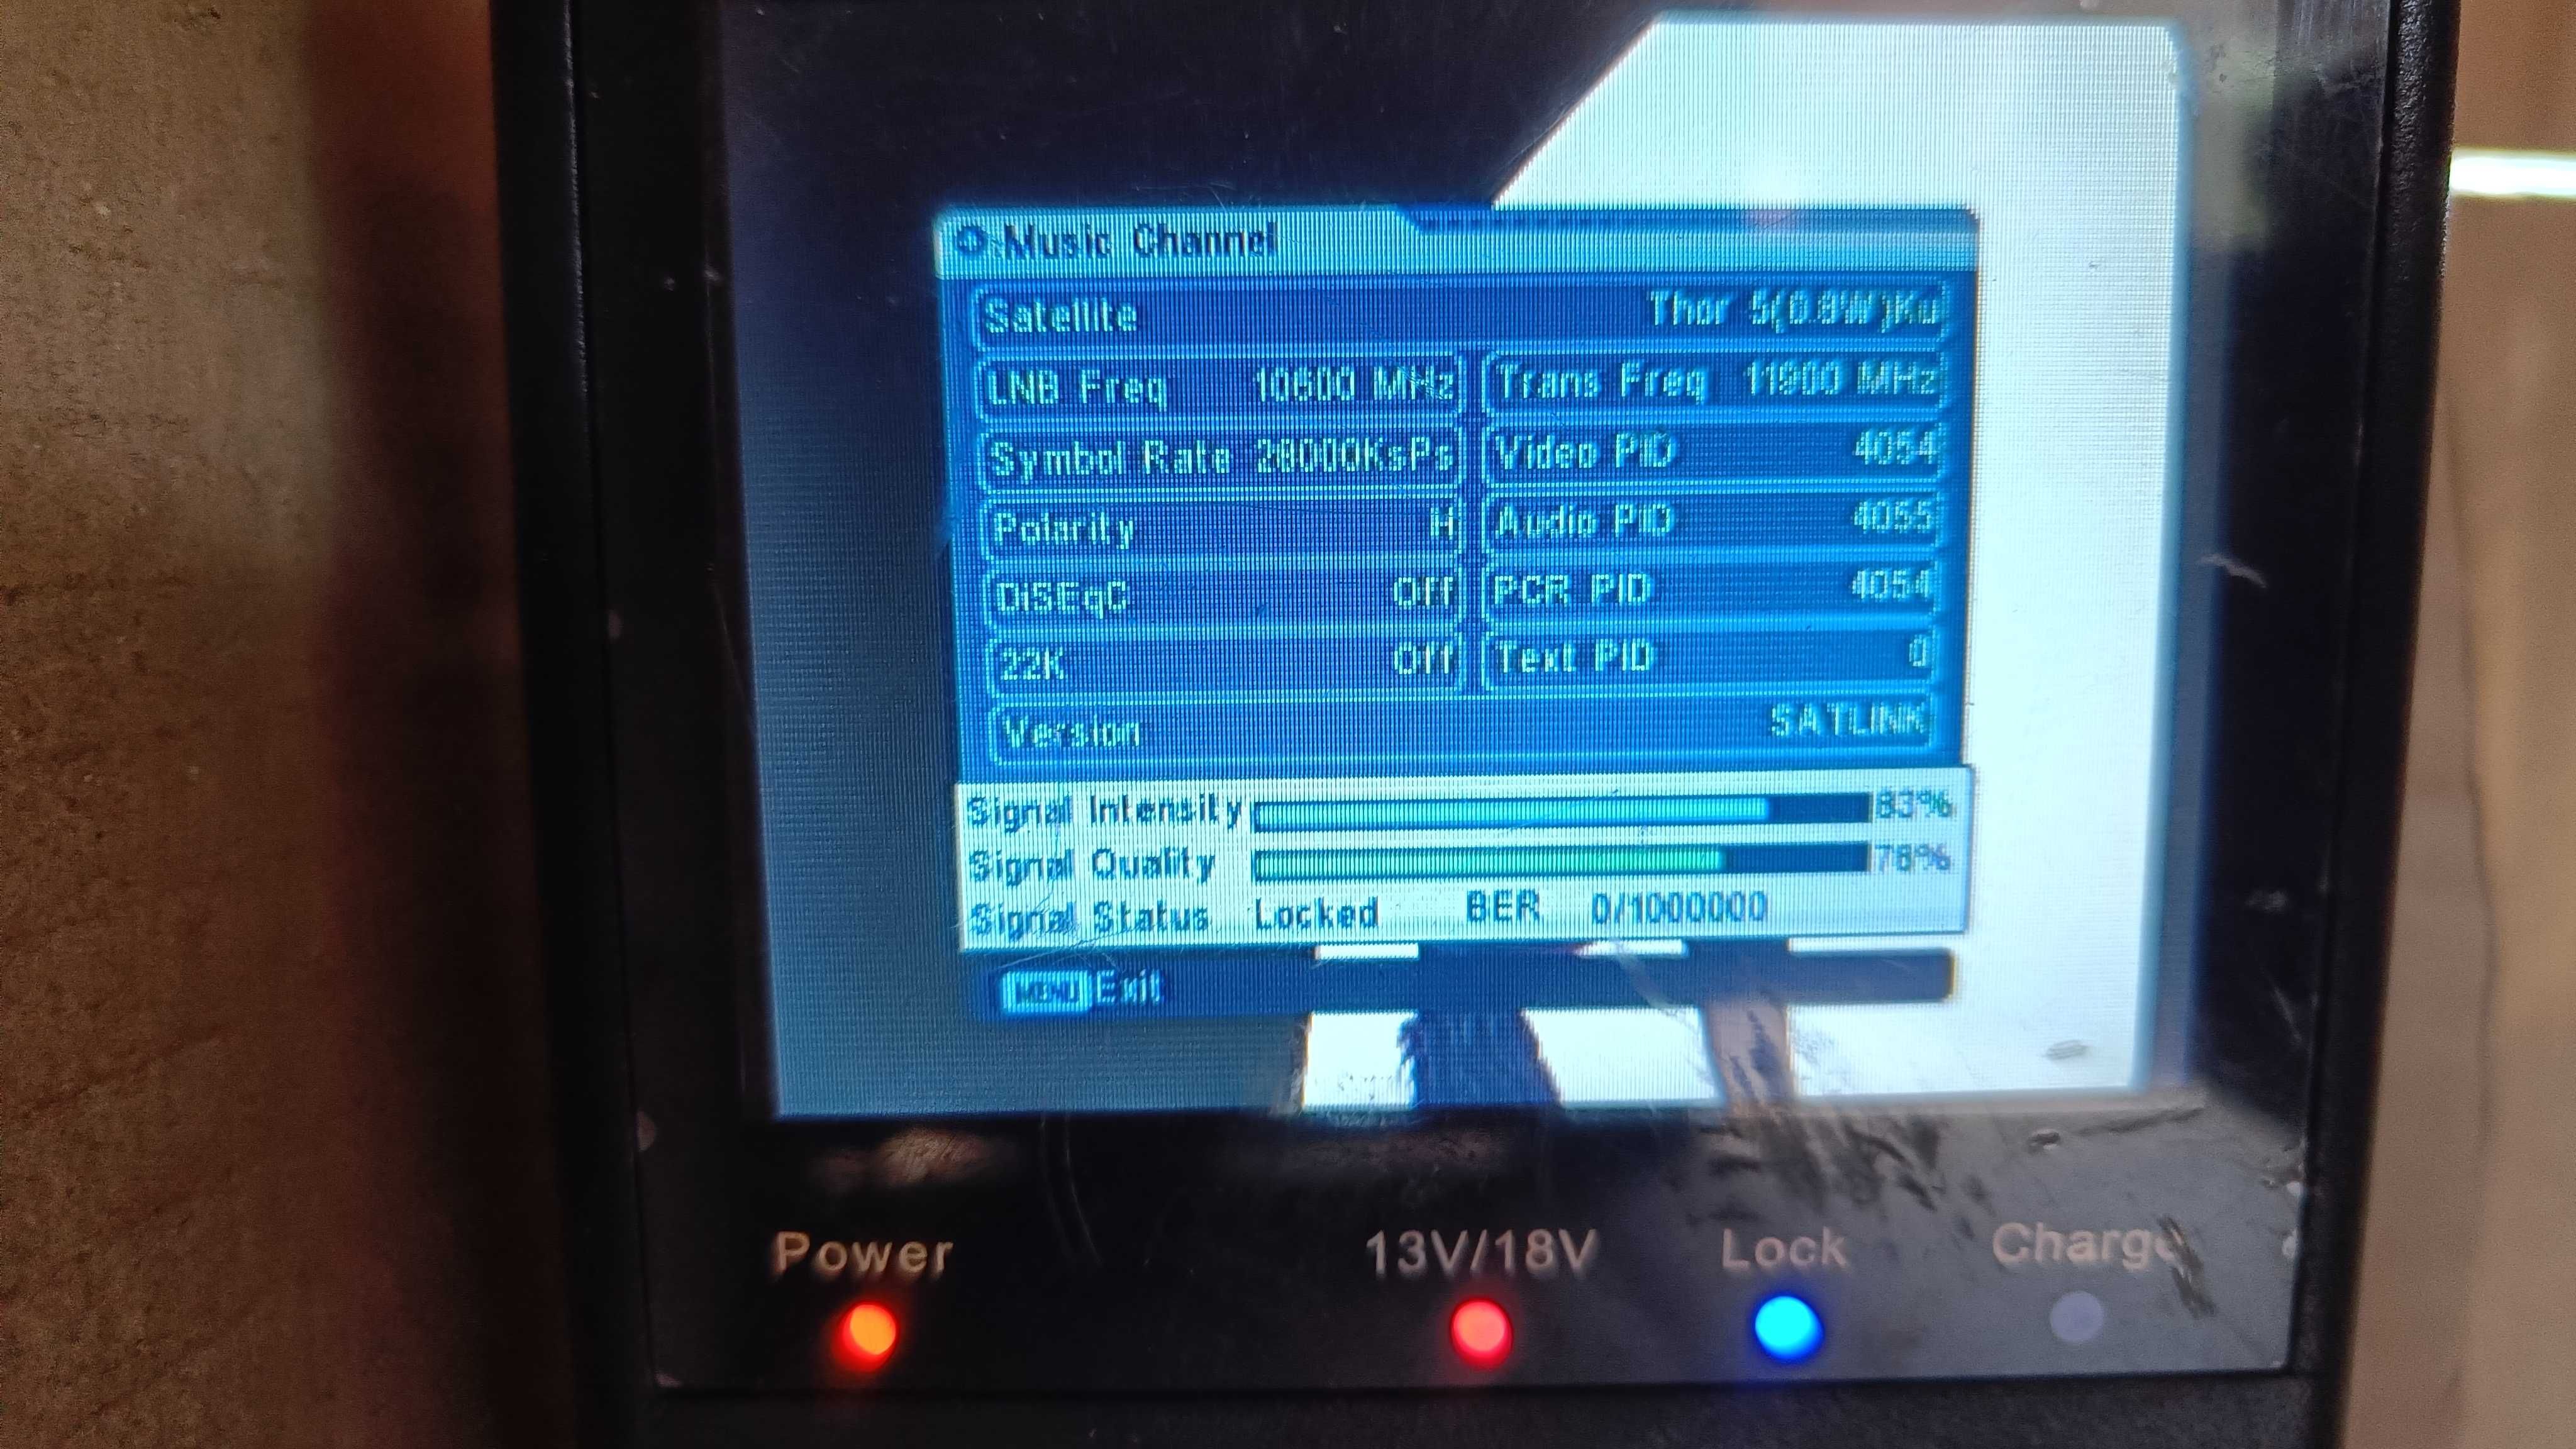 Music Channel
Satellite Thor 5(0.8W)Ku
LNB Freq 10600 MHz Trans Freq 11900 MHz
Symbol Rate 28000KsPs Video PID 4054
Polarity H Audio PID 4055
DiSEqC Off PCR PID 4054
22K Off Text PID 0
Version SATLINK
Signal Intensity 83%
Signal Quality 76%
Signal Status Locked BER 0/1000000
MENU Exit
Power 13V/18V Lock Charge